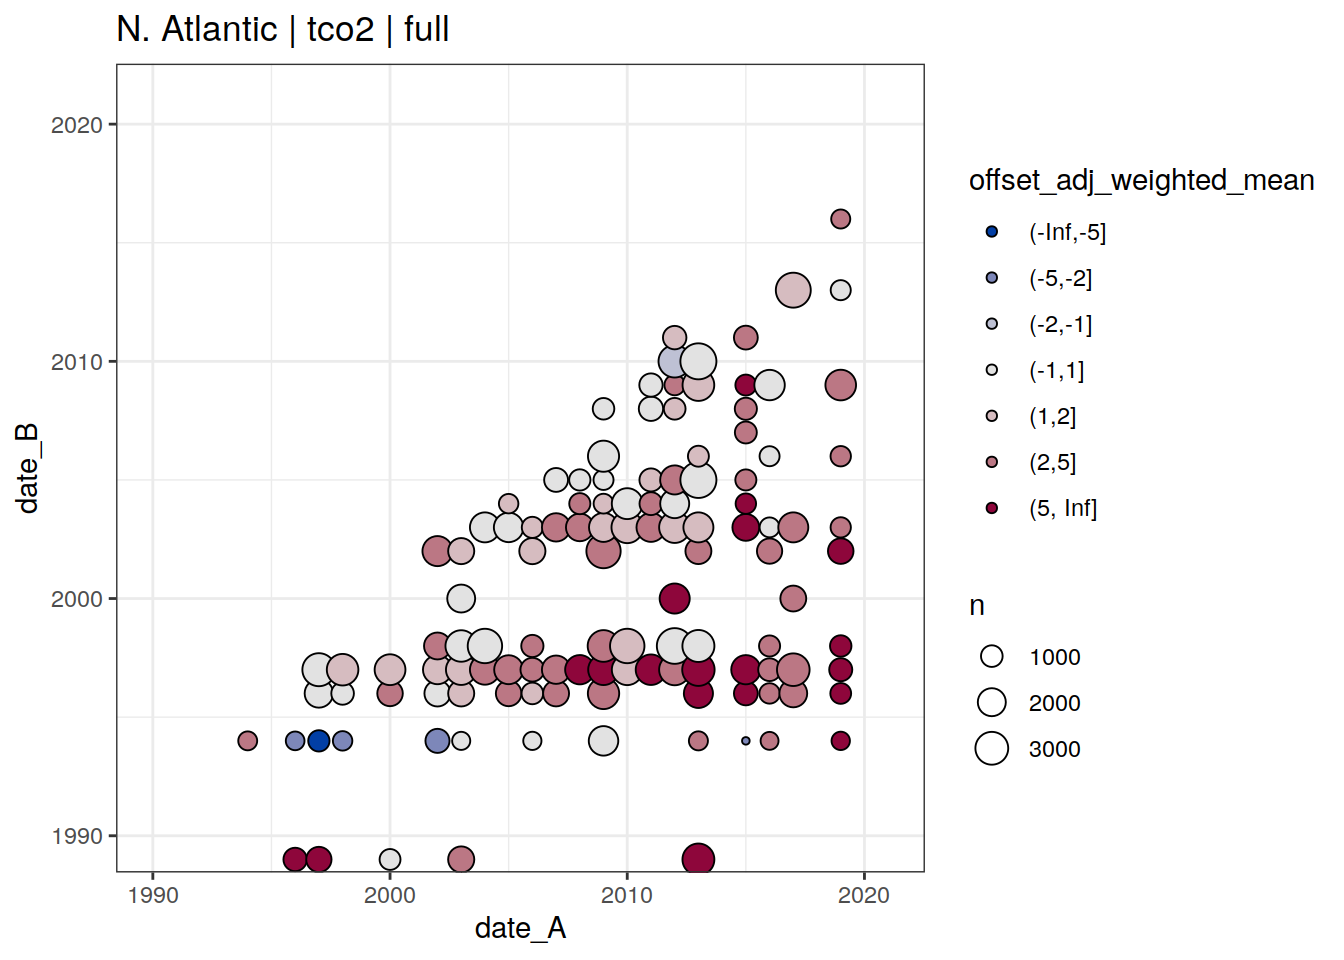 N. Atlantic | tco2 | full
2020
2010
2000
1990
date_B
1990 2000 2010 2020
date_A
offset_adj_weighted_mean
(-Inf,-5]
(-5,-2]
(-2,-1]
(-1,1]
(1,2]
(2,5]
(5, Inf]
n
1000
2000
3000